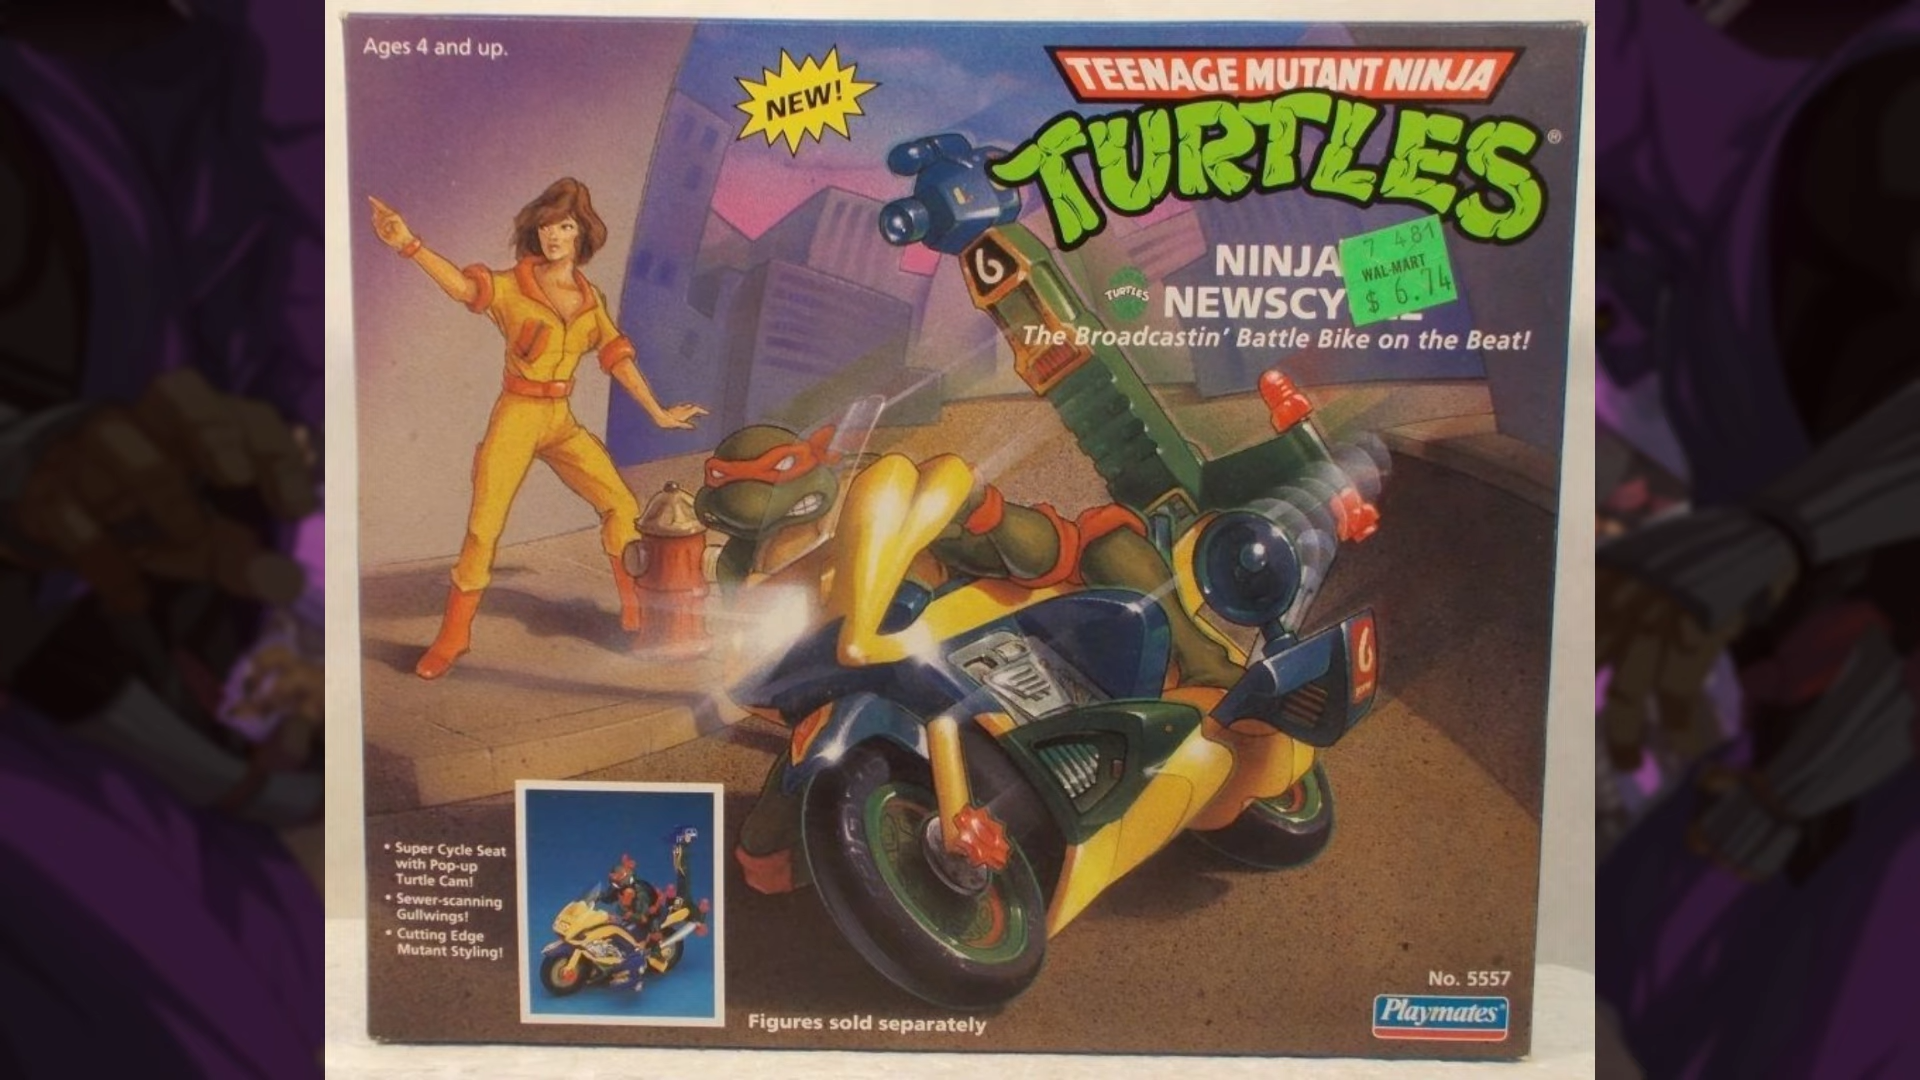 Ages 4 and up.
NEW!
TEENAGE MUTANT NINJA
TURTLES®
7 481
WAL-MART
$ 6.74
NINJA
TURTLES
NEWSCY
The Broadcastin' Battle Bike on the Beat!
6
6
• Super Cycle Seat
with Pop-up
Turtle Cam!
• Sewer-scanning
Gullwings!
• Cutting Edge
Mutant Styling!
Figures sold separately
No. 5557
Playmates®